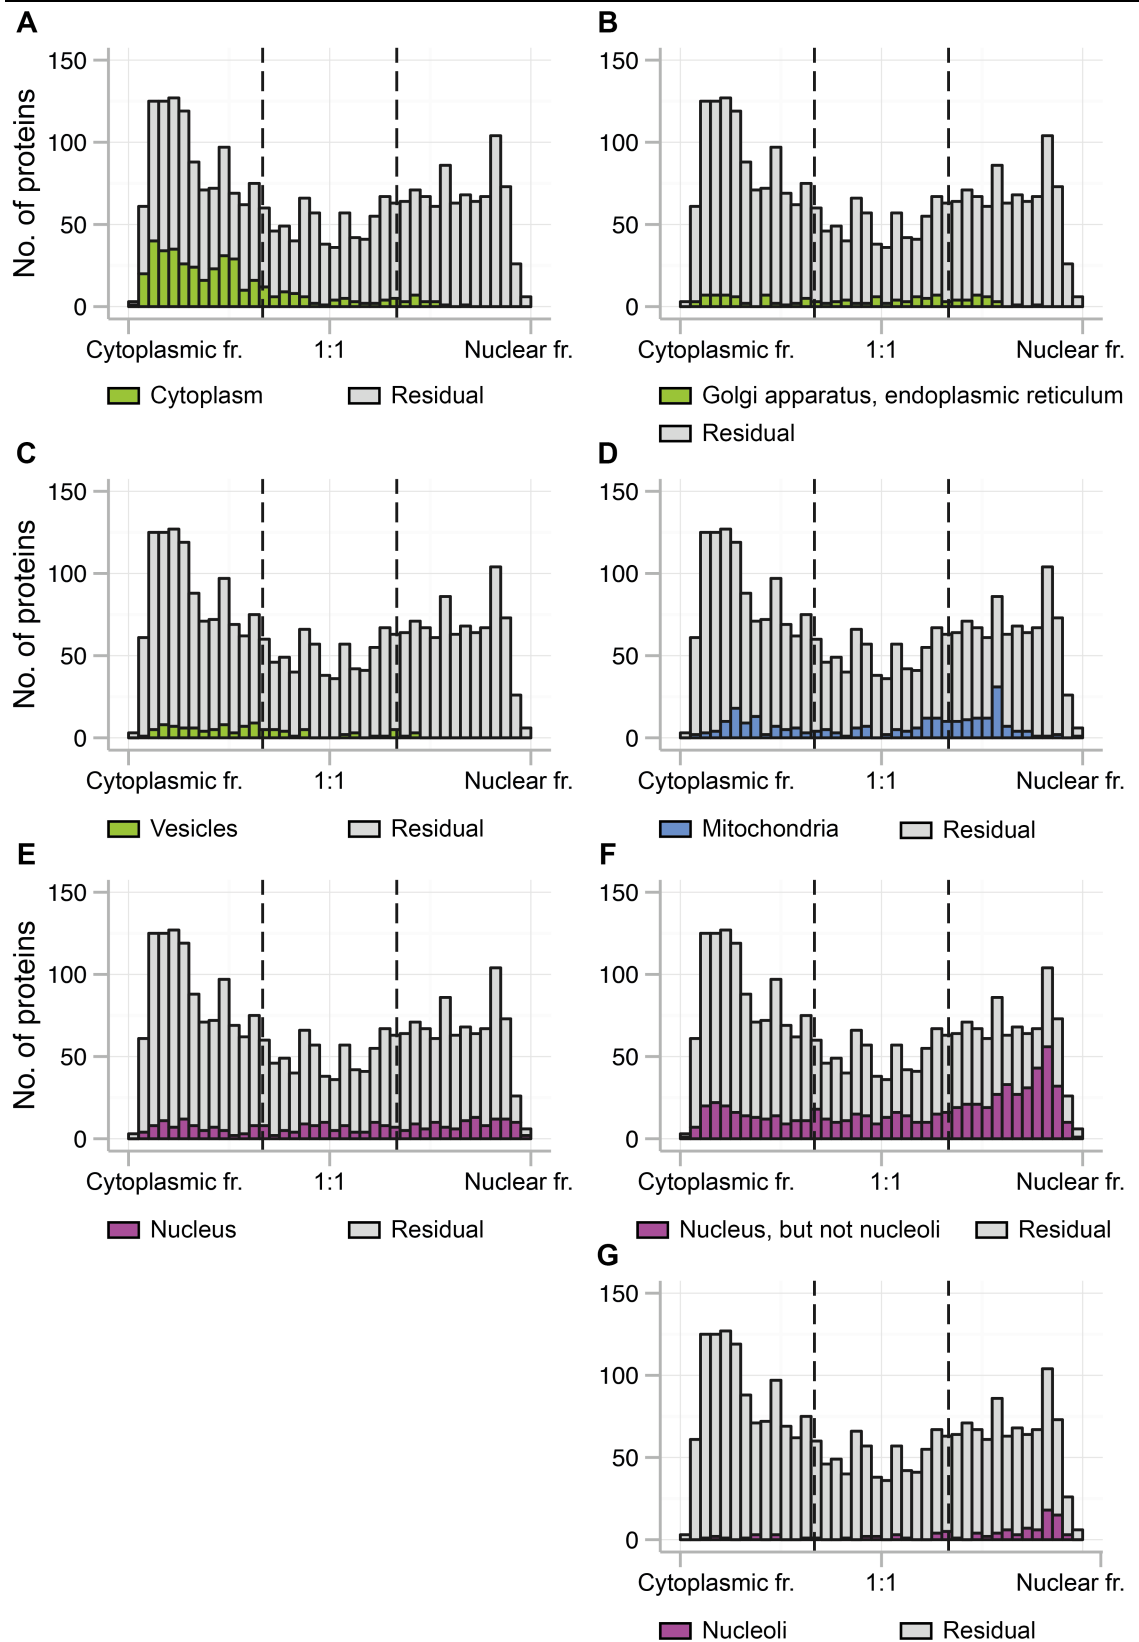 A
No. of proteins
150
100
50
0
Cytoplasmic fr. 1:1 Nuclear fr.
Cytoplasm Residual
B
150
100
50
0
Cytoplasmic fr. 1:1 Nuclear fr.
Golgi apparatus, endoplasmic reticulum
Residual
C
No. of proteins
150
100
50
0
Cytoplasmic fr. 1:1 Nuclear fr.
Vesicles Residual
D
150
100
50
0
Cytoplasmic fr. 1:1 Nuclear fr.
Mitochondria Residual
E
No. of proteins
150
100
50
0
Cytoplasmic fr. 1:1 Nuclear fr.
Nucleus Residual
F
150
100
50
0
Cytoplasmic fr. 1:1 Nuclear fr.
Nucleus, but not nucleoli Residual
G
150
100
50
0
Cytoplasmic fr. 1:1 Nuclear fr.
Nucleoli Residual